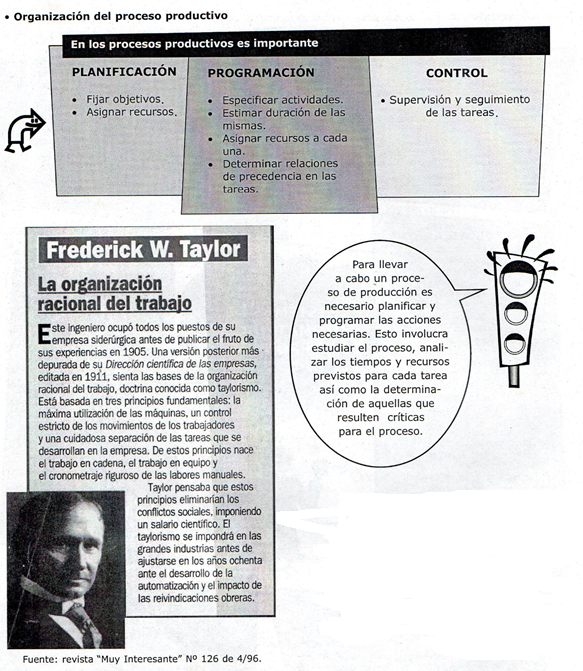 • Organización del proceso productivo
En los procesos productivos es importante
PLANIFICACIÓN
• Fijar objetivos.
• Asignar recursos.
PROGRAMACIÓN
• Especificar actividades.
• Estimar duración de las
mismas.
• Asignar recursos a cada
una.
• Determinar relaciones
de precedencia en las
tareas.
CONTROL
• Supervisión y seguimiento
de las tareas.
Frederick W. Taylor
La organización
racional del trabajo
Este ingeniero ocupó todos los puestos de su
empresa siderúrgica antes de publicar el fruto de
sus experiencias en 1905. Una versión posterior más
depurada de su Dirección científica de las empresas,
editada en 1911, sienta las bases de la organización
racional del trabajo, doctrina conocida como taylorismo.
Está basada en tres principios fundamentales: la
máxima utilización de las máquinas, un control
estricto de los movimientos de los trabajadores
y una cuidadosa separación de las tareas que se
desarrollan en la empresa. De estos principios nace
el trabajo en cadena, el trabajo en equipo y
el cronometraje riguroso de las labores manuales.
Taylor pensaba que estos
principios eliminarían los
conflictos sociales, imponiendo
un salario científico. El
taylorismo se impondrá en las
grandes industrias antes de
ajustarse en los años ochenta
ante el desarrollo de la
automatización y el impacto de
las reivindicaciones obreras.
Para llevar
a cabo un proce-
so de producción es
necesario planificar y
programar las acciones
necesarias. Esto involucra
estudiar el proceso, anali-
zar los tiempos y recursos
previstos para cada tarea
así como la determina-
ción de aquellas que
resulten críticas
para el proceso.
Fuente: revista "Muy Interesante" Nº 126 de 4/96.